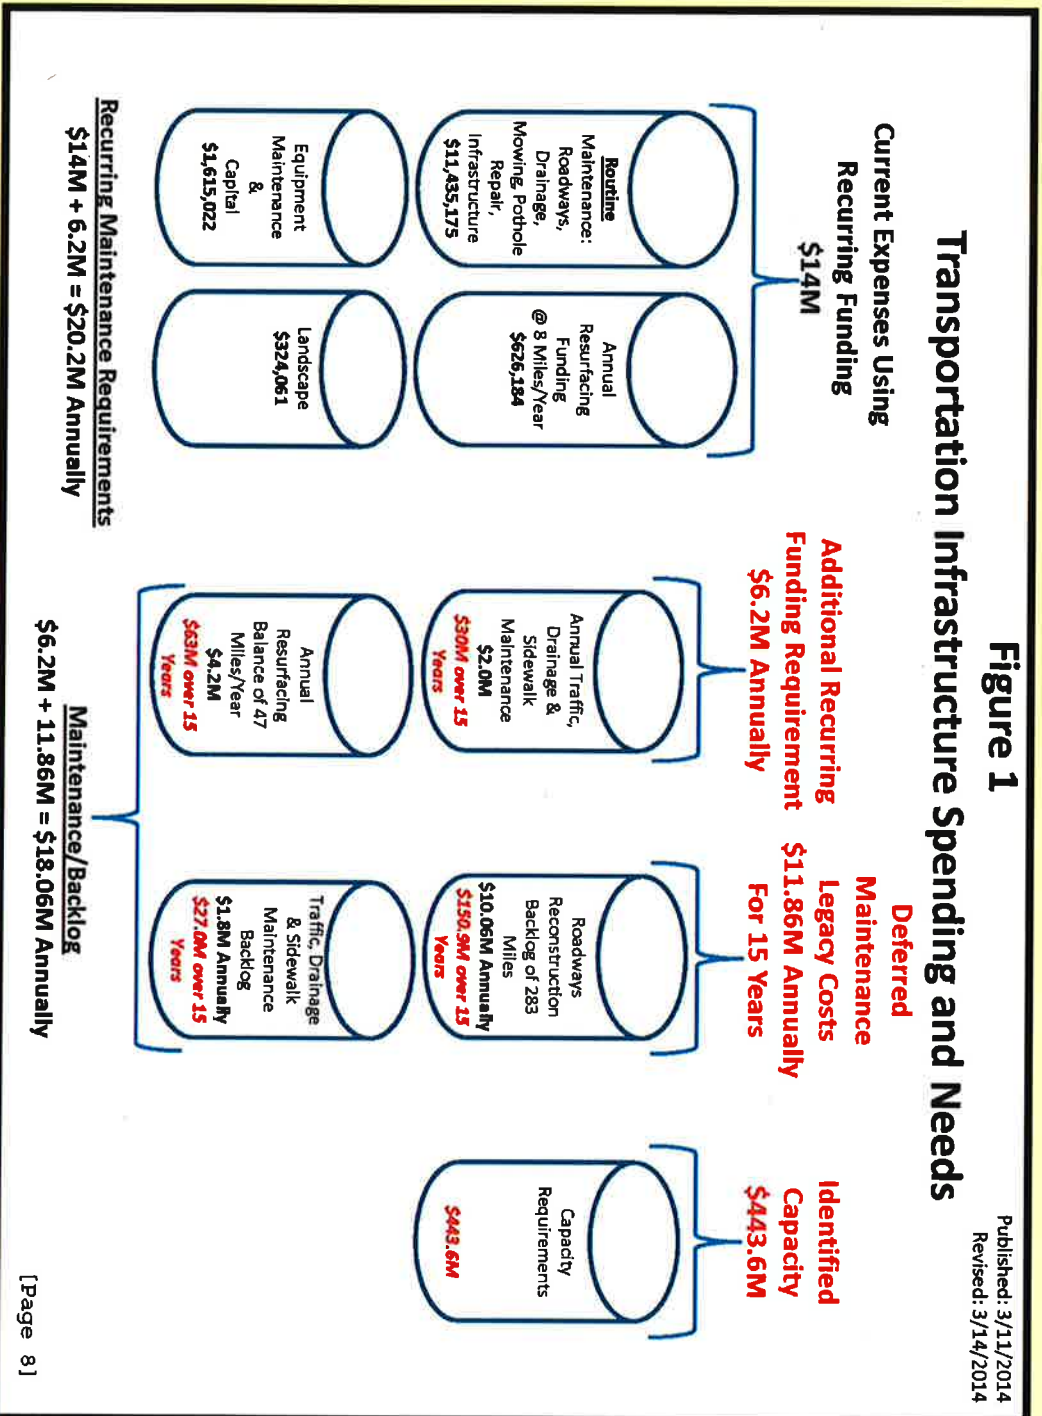 Published: 3/11/2014
Revised: 3/14/2014
Figure 1
Transportation Infrastructure Spending and Needs
Current Expenses Using
Recurring Funding
$14M
Routine
Maintenance:
Roadways,
Drainage,
Mowing, Pothole
Repair,
Infrastructure
$11,435,175
Annual
Resurfacing
Funding
@ 8 Miles/Year
$626,184
Equipment
Maintenance
&
Capital
$1,615,022
Landscape
$324,061
Recurring Maintenance Requirements
$14M + 6.2M = $20.2M Annually
Additional Recurring
Funding Requirement
$6.2M Annually
Annual Traffic,
Drainage &
Sidewalk
Maintenance
$2.0M
$30M over 15
Years
Annual
Resurfacing
Balance of 47
Miles/Year
$4.2M
$63M over 15
Years
Deferred
Maintenance
Legacy Costs
$11.86M Annually
For 15 Years
Roadways
Reconstruction
Backlog of 283
Miles
$10.06M Annually
$150.9M over 15
Years
Traffic, Drainage
& Sidewalk
Maintenance
Backlog
$1.8M Annually
$27.0M over 15
Years
Maintenance/Backlog
$6.2M + 11.86M = $18.06M Annually
Identified
Capacity
$443.6M
Capacity
Requirements
$443.6M
[Page 8]